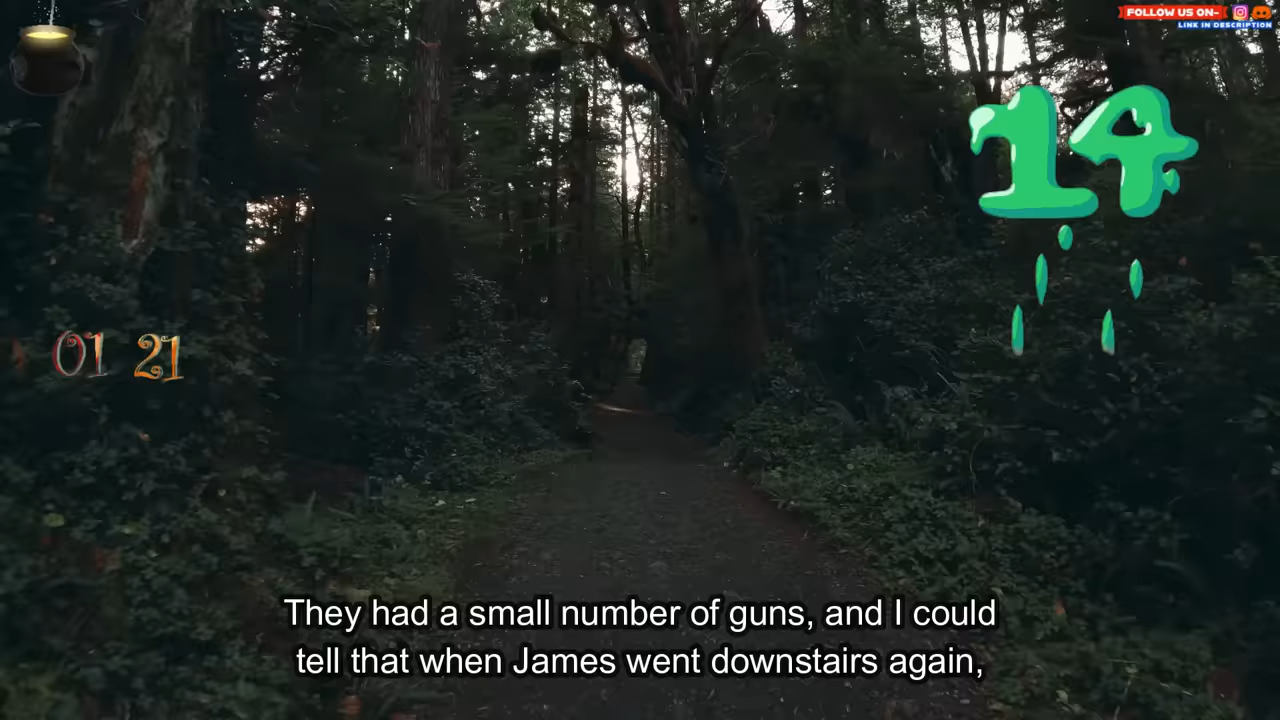 FOLLOW US ON-
LINK IN DESCRIPTION
14
01 21
They had a small number of guns, and I could
tell that when James went downstairs again,